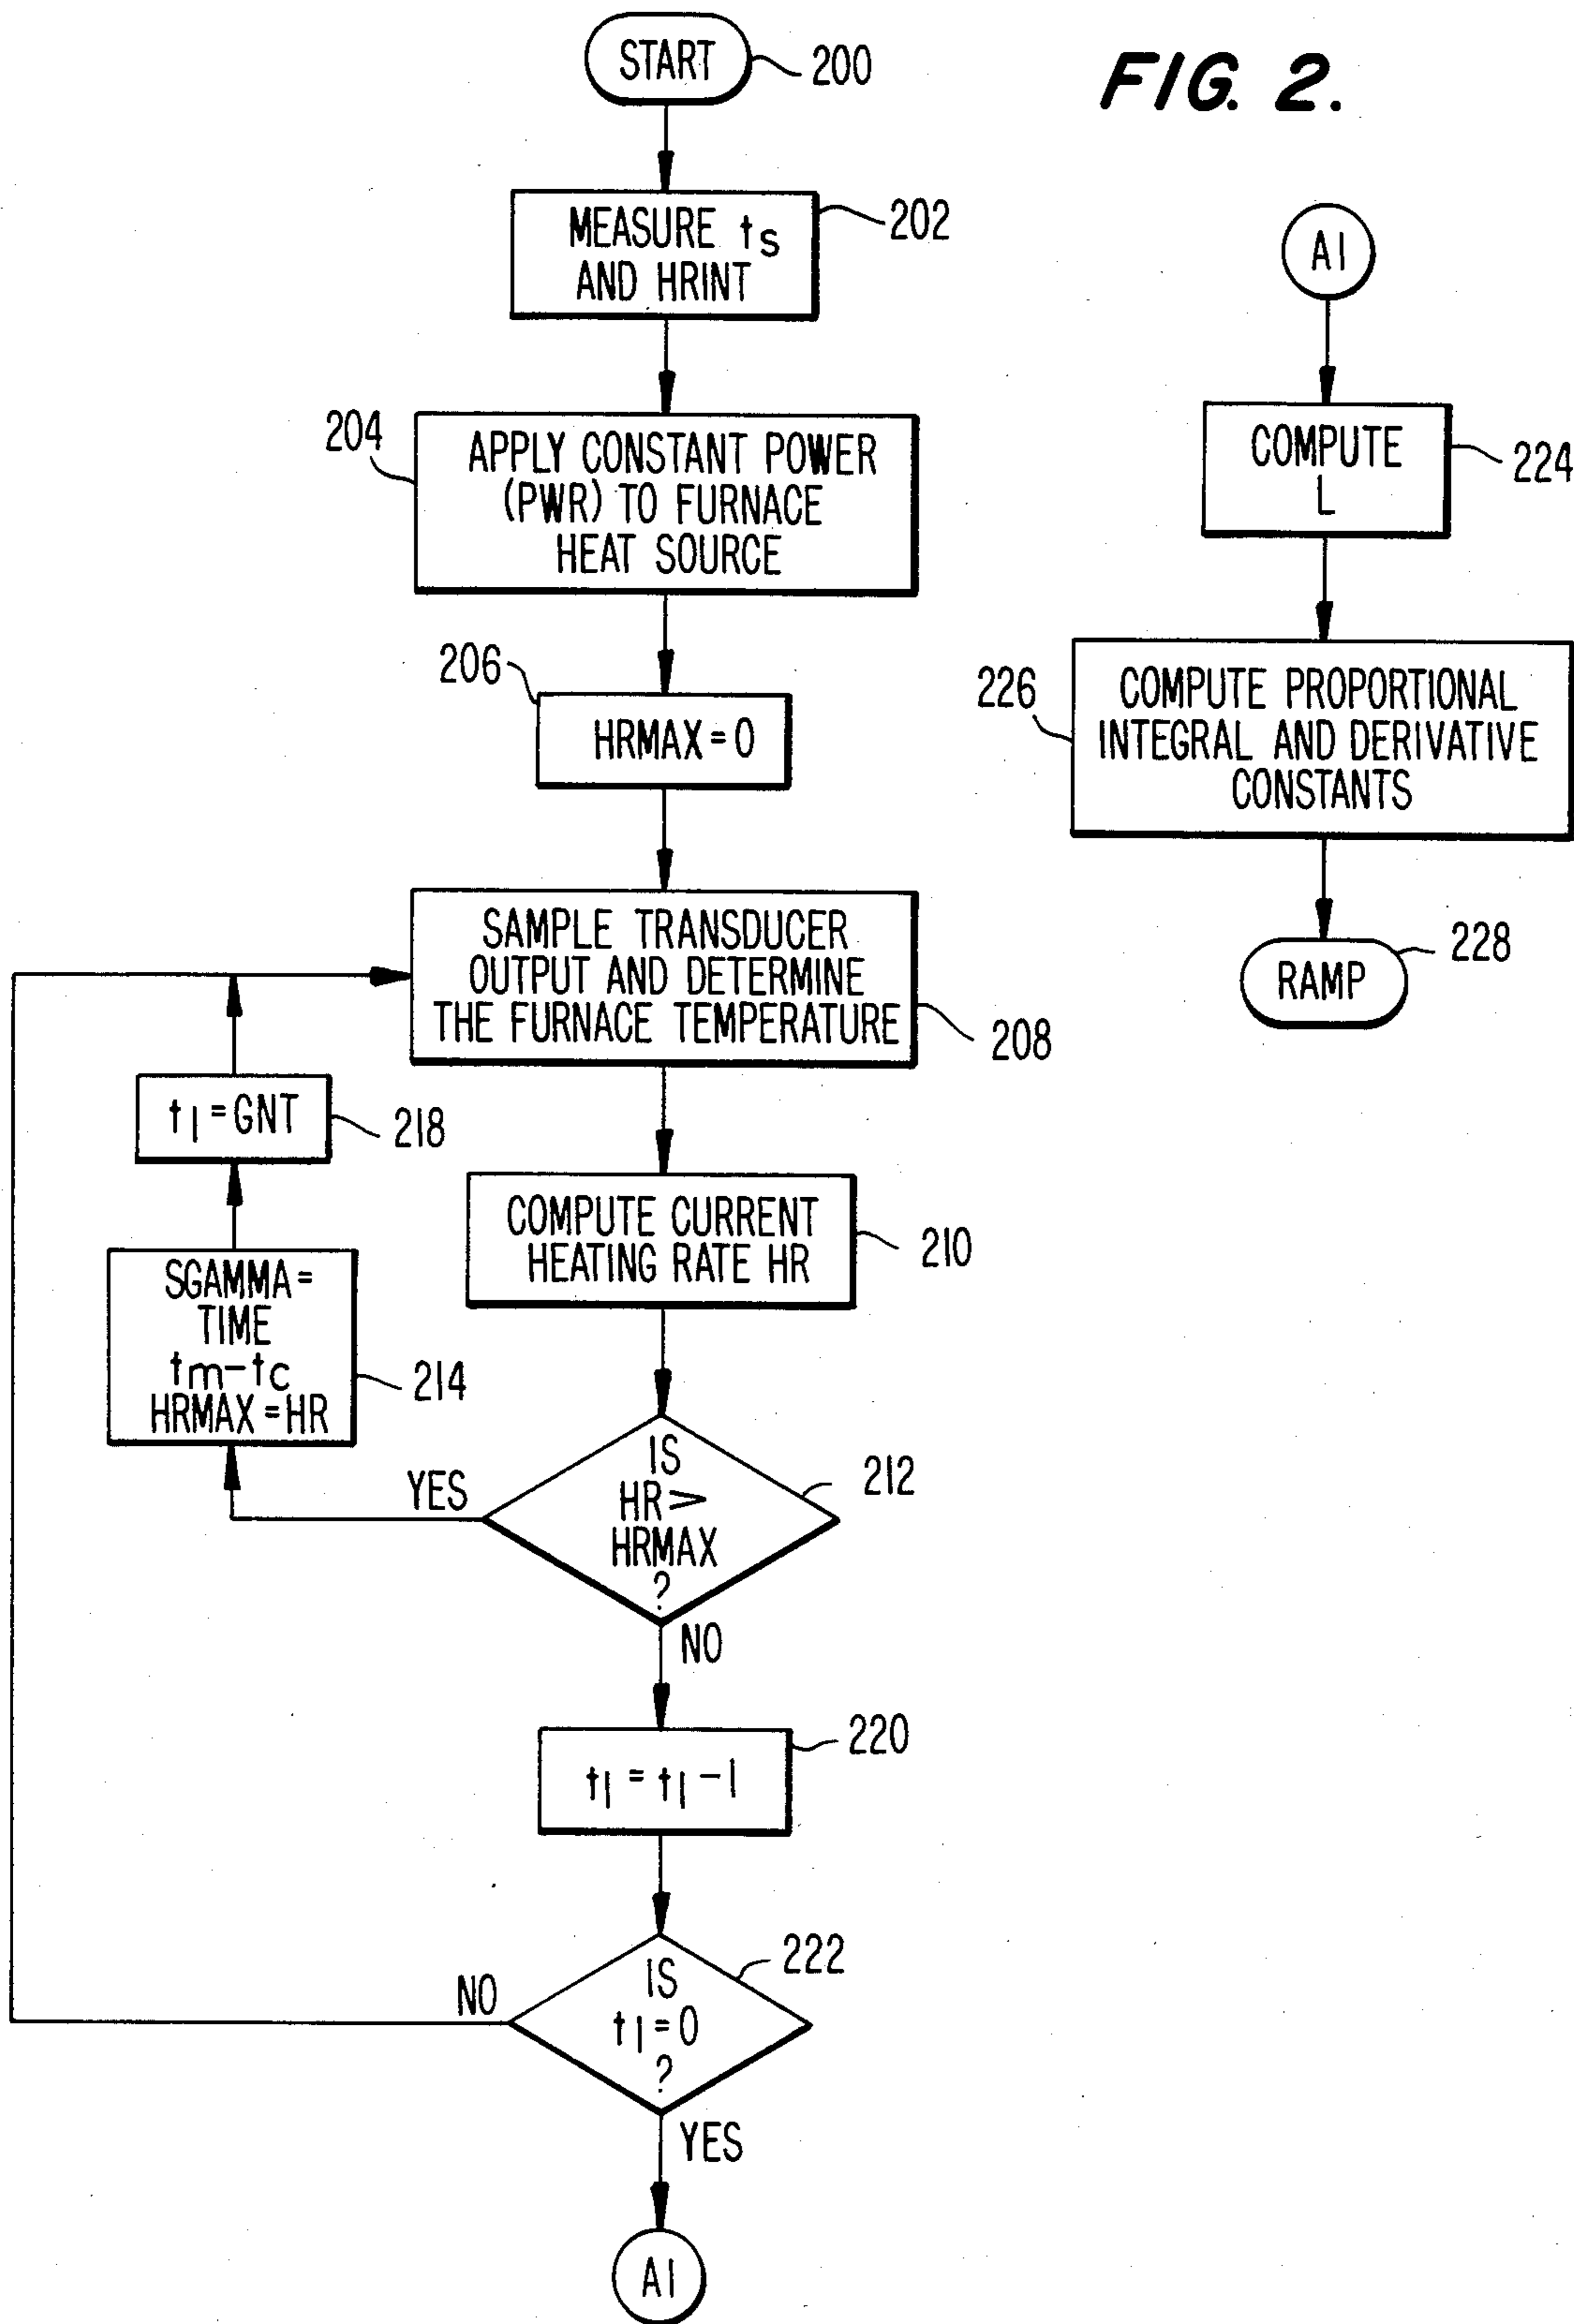 FIG. 2.
START
200
MEASURE ts
AND HRINT
202
204
APPLY CONSTANT POWER
(PWR) TO FURNACE
HEAT SOURCE
206
HRMAX = 0
SAMPLE TRANSDUCER
OUTPUT AND DETERMINE
THE FURNACE TEMPERATURE
208
t1 = GNT
218
COMPUTE CURRENT
HEATING RATE HR
210
SGAMMA =
TIME
tm-tc
HRMAX = HR
214
YES
IS
HR >
HRMAX
?
212
NO
t1 = t1 - 1
220
NO
IS
t1 = 0
?
222
YES
A1
A1
COMPUTE
L
224
226
COMPUTE PROPORTIONAL
INTEGRAL AND DERIVATIVE
CONSTANTS
RAMP
228